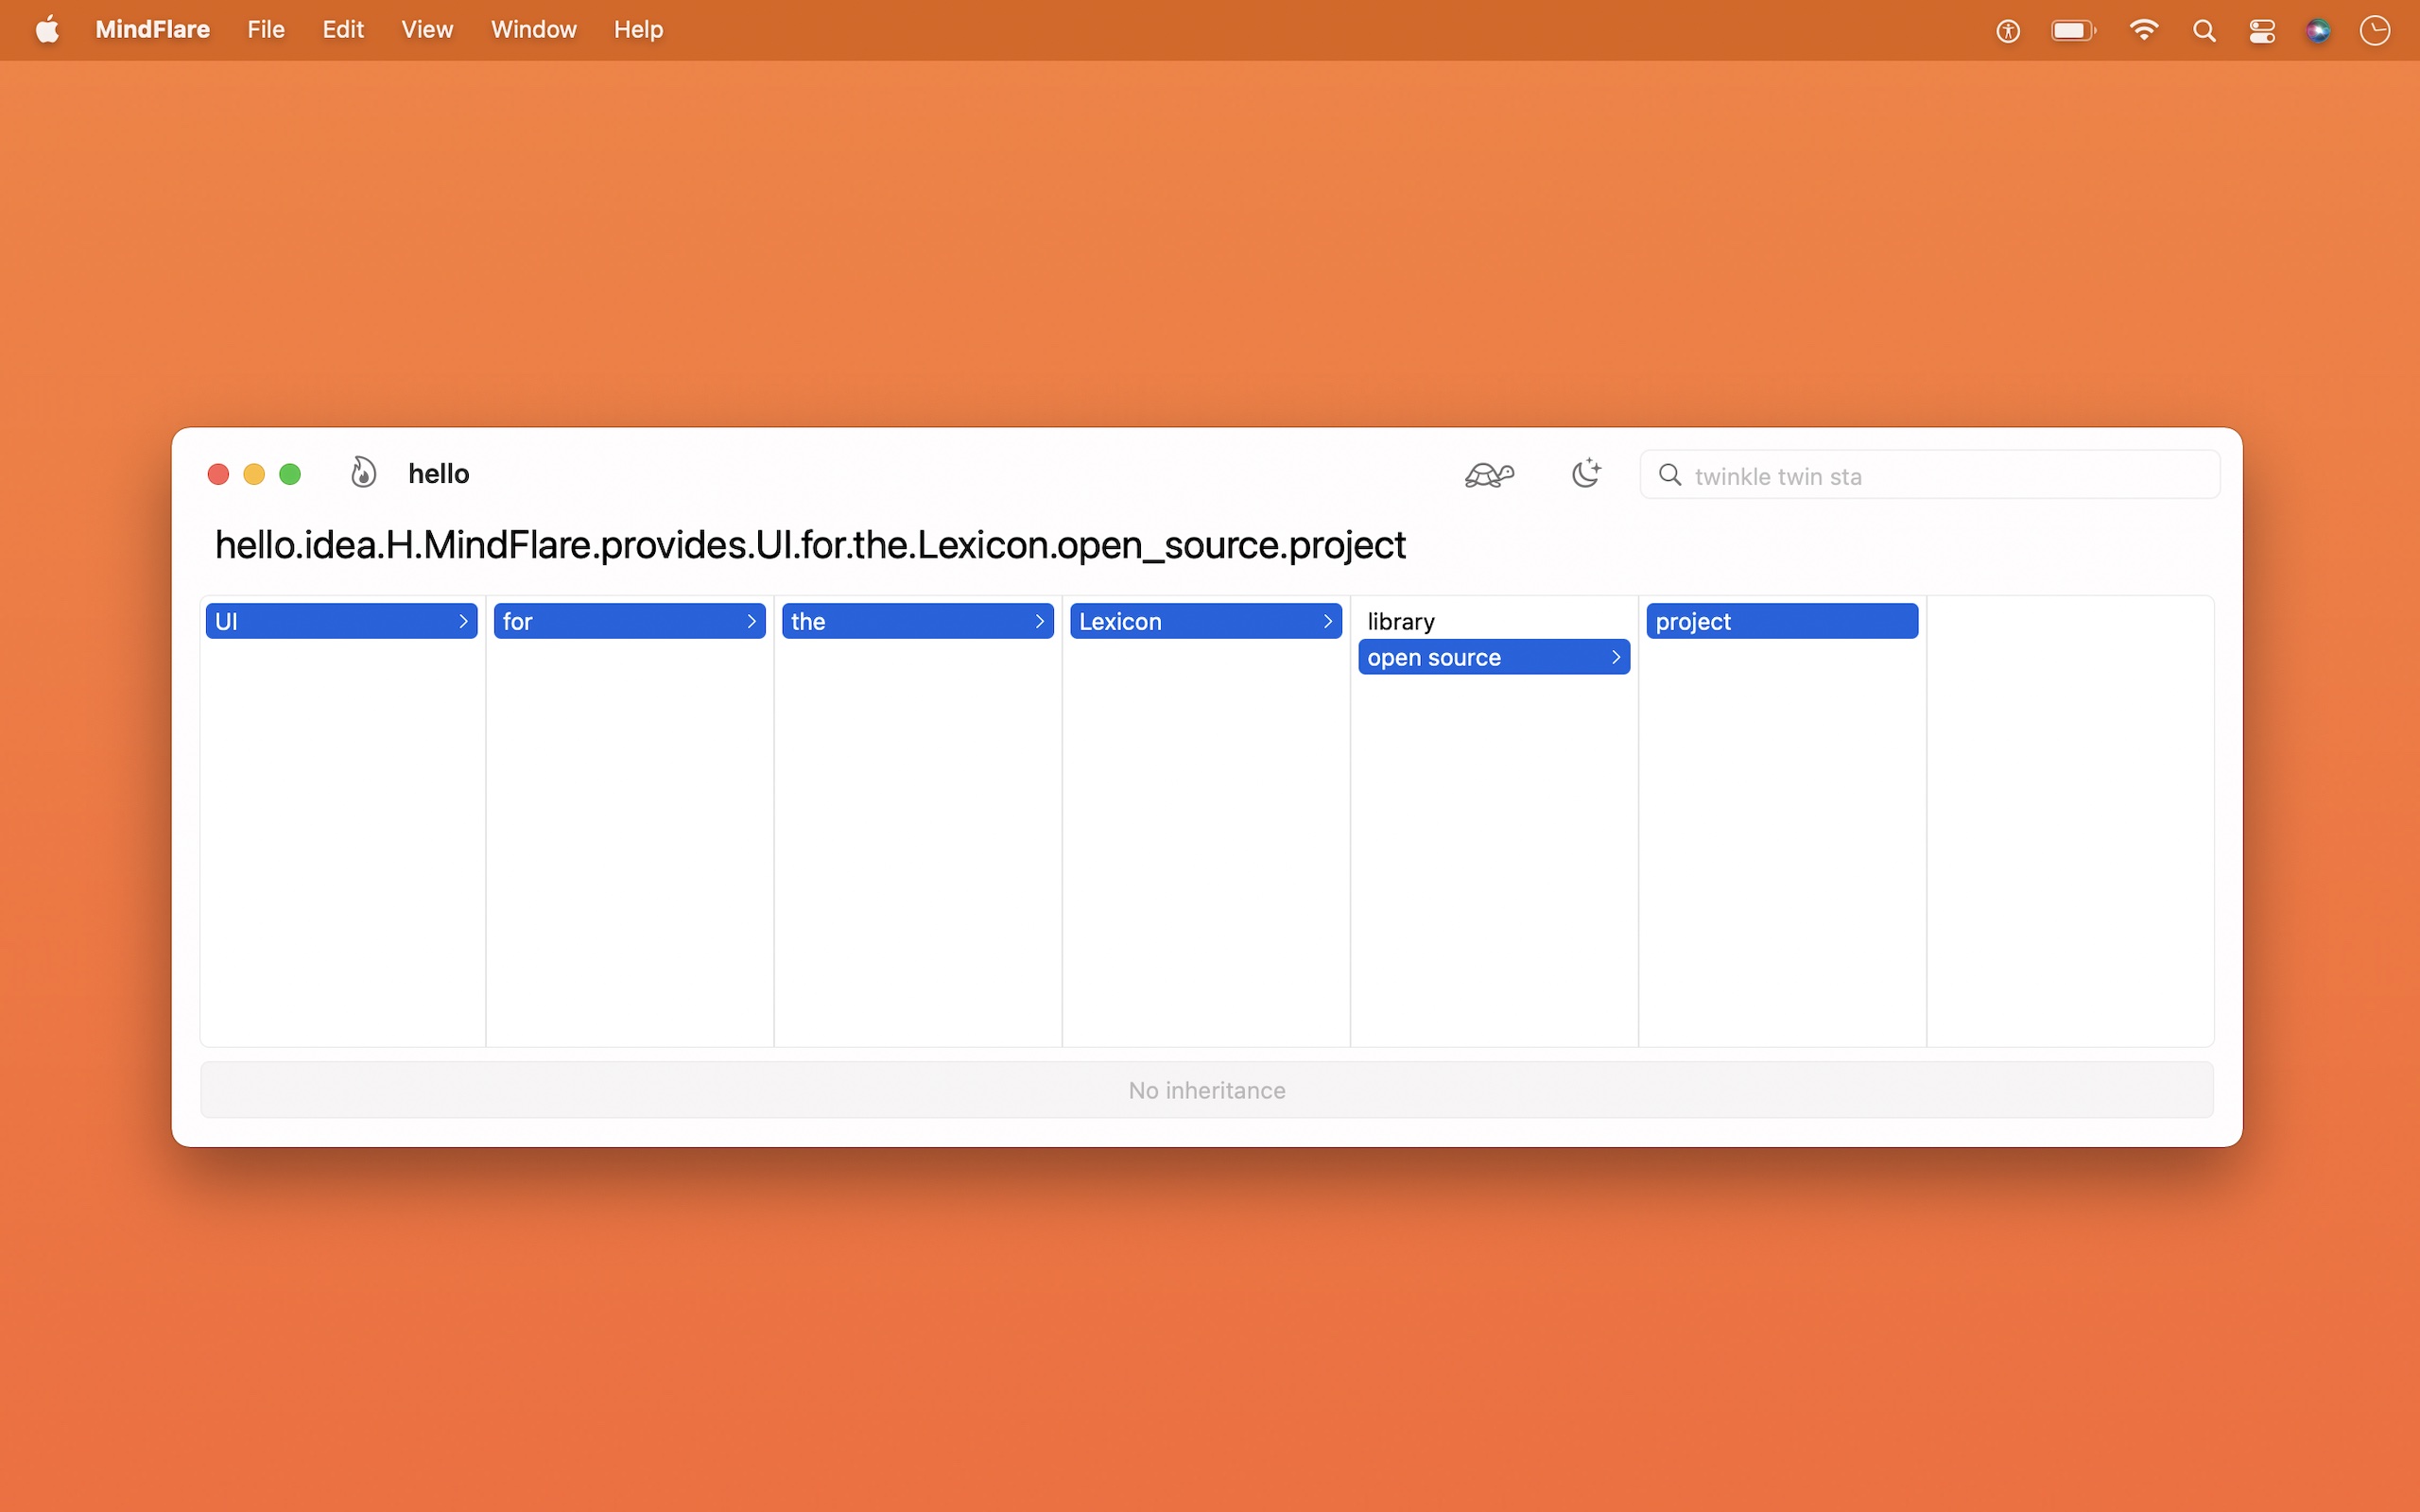 MindFlare File Edit View Window Help
hello
twinkle twin sta
hello.idea.H.MindFlare.provides.UI.for.the.Lexicon.open_source.project
UI for the Lexicon library project
open source
No inheritance